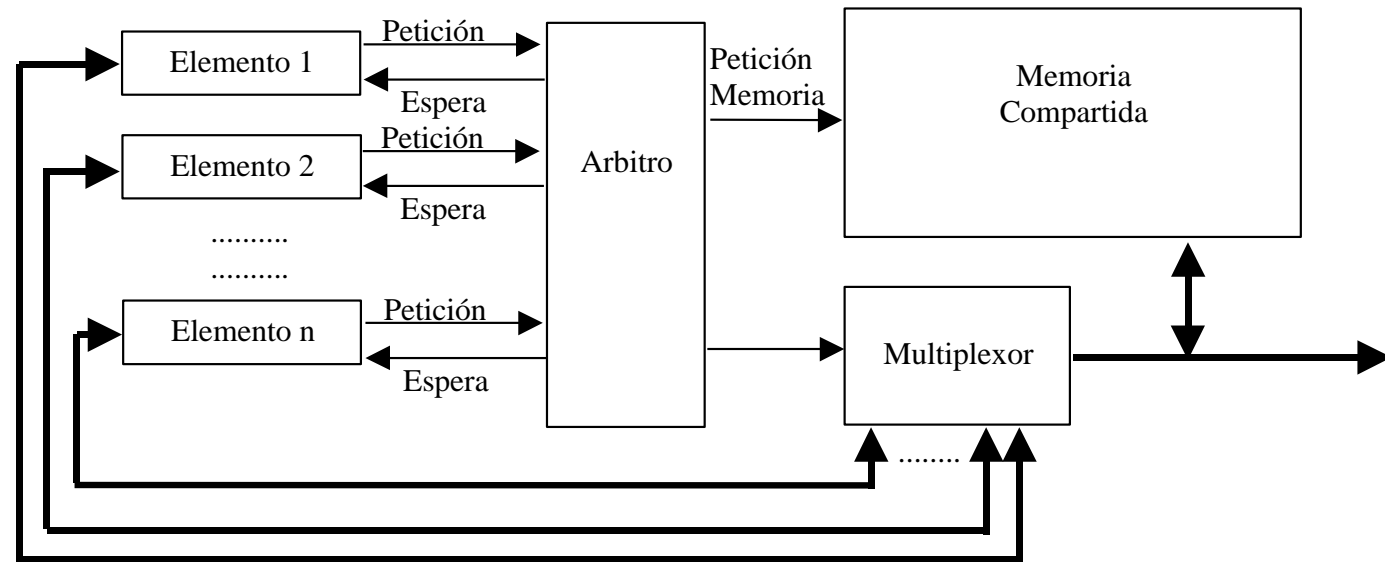 Petición
Elemento 1
Espera
Petición
Elemento 2
Espera
..........
..........
Petición
Elemento n
Espera
Arbitro
Petición
Memoria
Memoria
Compartida
Multiplexor
........